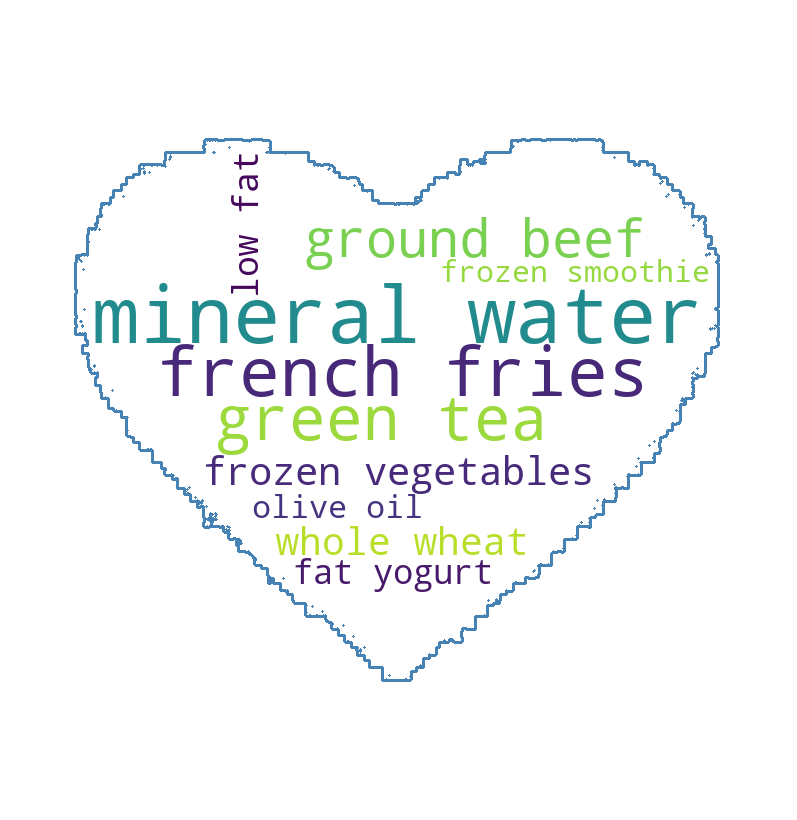 low fat
ground beef
frozen smoothie
mineral water
french fries
green tea
frozen vegetables
olive oil
whole wheat
fat yogurt